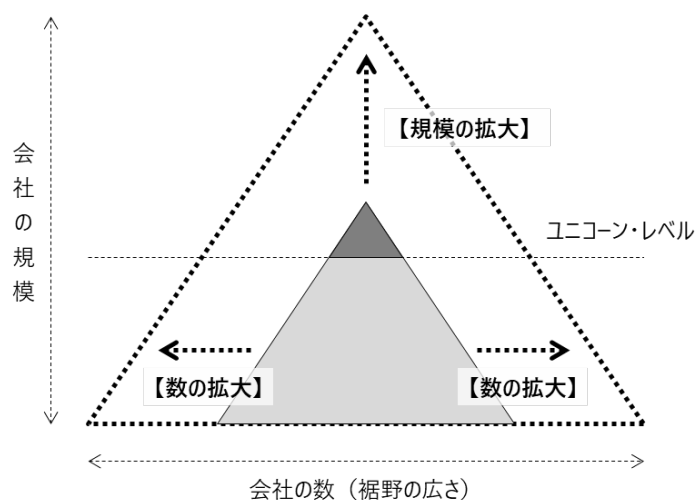 会社の規模
【規模の拡大】
ユニコーン・レベル
【数の拡大】
【数の拡大】
会社の数（裾野の広さ）